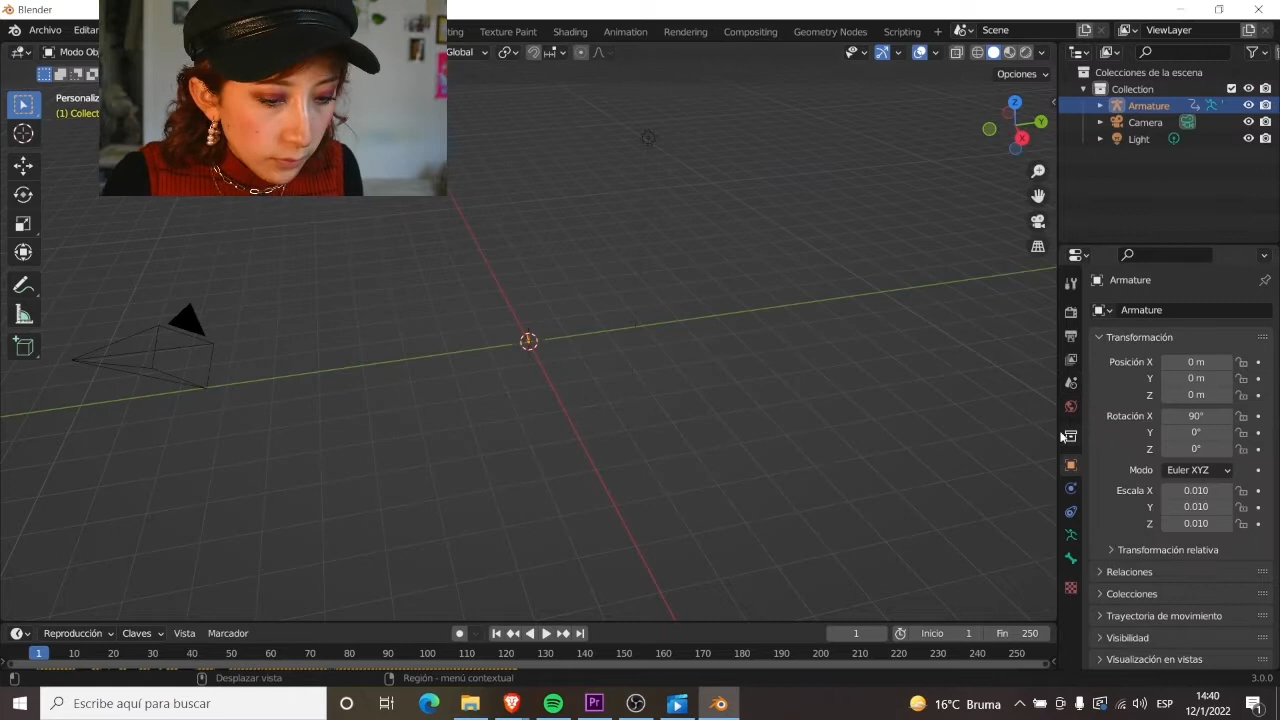 Blender
Archivo Editar ting Texture Paint Shading Animation Rendering Compositing Geometry Nodes Scripting + Scene ViewLayer
Modo Ob Global
Opciones
Colecciones de la escena
Collection
Armature
Camera
Light
Personaliz
(1) Collect
Z
Y
X
Armature
Armature
Transformación
Posición X 0 m
Y 0 m
Z 0 m
Rotación X 90°
Y 0°
Z 0°
Modo Euler XYZ
Escala X 0.010
Y 0.010
Z 0.010
Transformación relativa
Relaciones
Colecciones
Trayectoria de movimiento
Visibilidad
Visualización en vistas
Reproducción Claves Vista Marcador 1 Inicio 1 Fin 250
1 10 20 30 40 50 60 70 80 90 100 110 120 130 140 150 160 170 180 190 200 210 220 230 240 250
Desplazar vista Región - menú contextual 3.0.0
Escribe aquí para buscar
16°C Bruma
ESP
14:40
12/1/2022
1